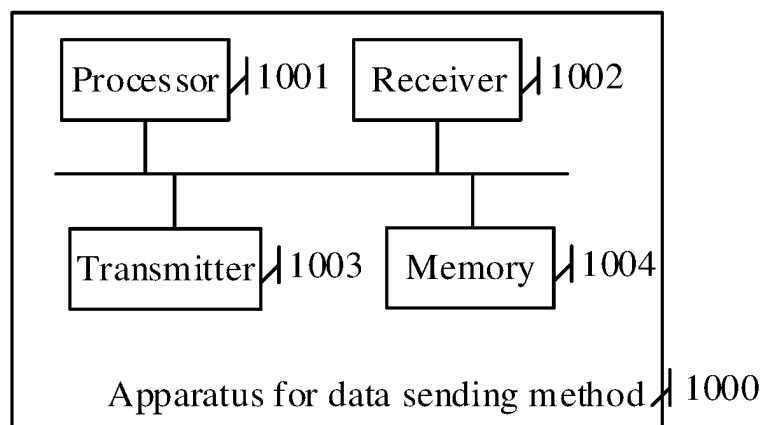 Processor 1001
Receiver 1002
Transmitter 1003
Memory 1004
Apparatus for data sending method 1000